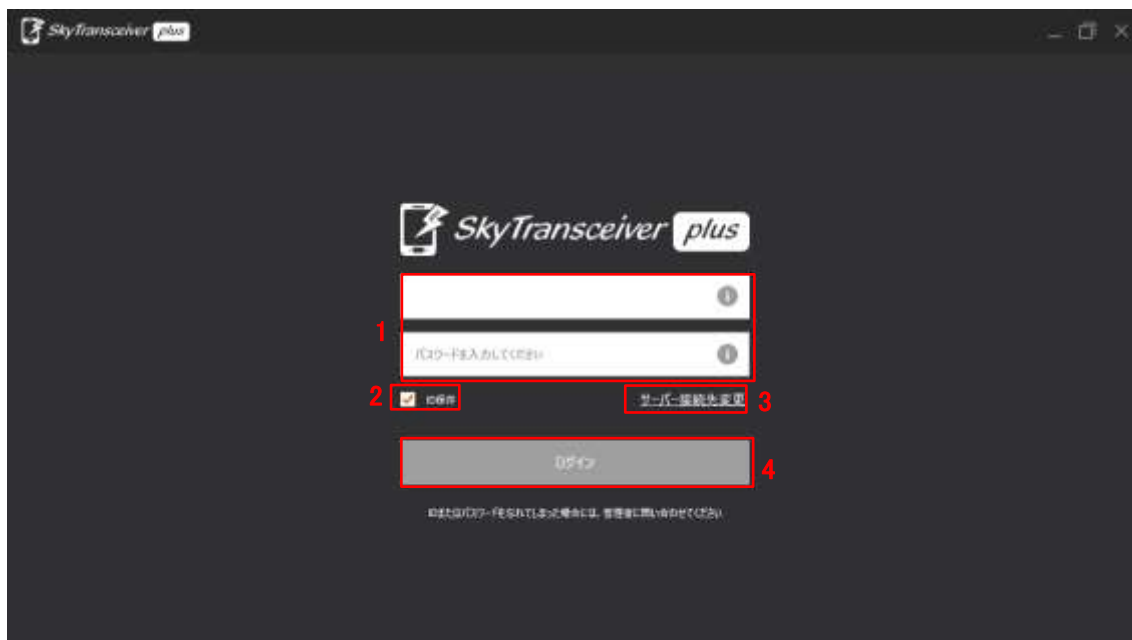 SkyTransceiver plus
SkyTransceiver plus
1
パスワードを入力してください
2 ID保存 サーバー接続先変更 3
ログイン 4
IDまたはパスワードを忘れてしまった場合には、管理者に問い合わせてください